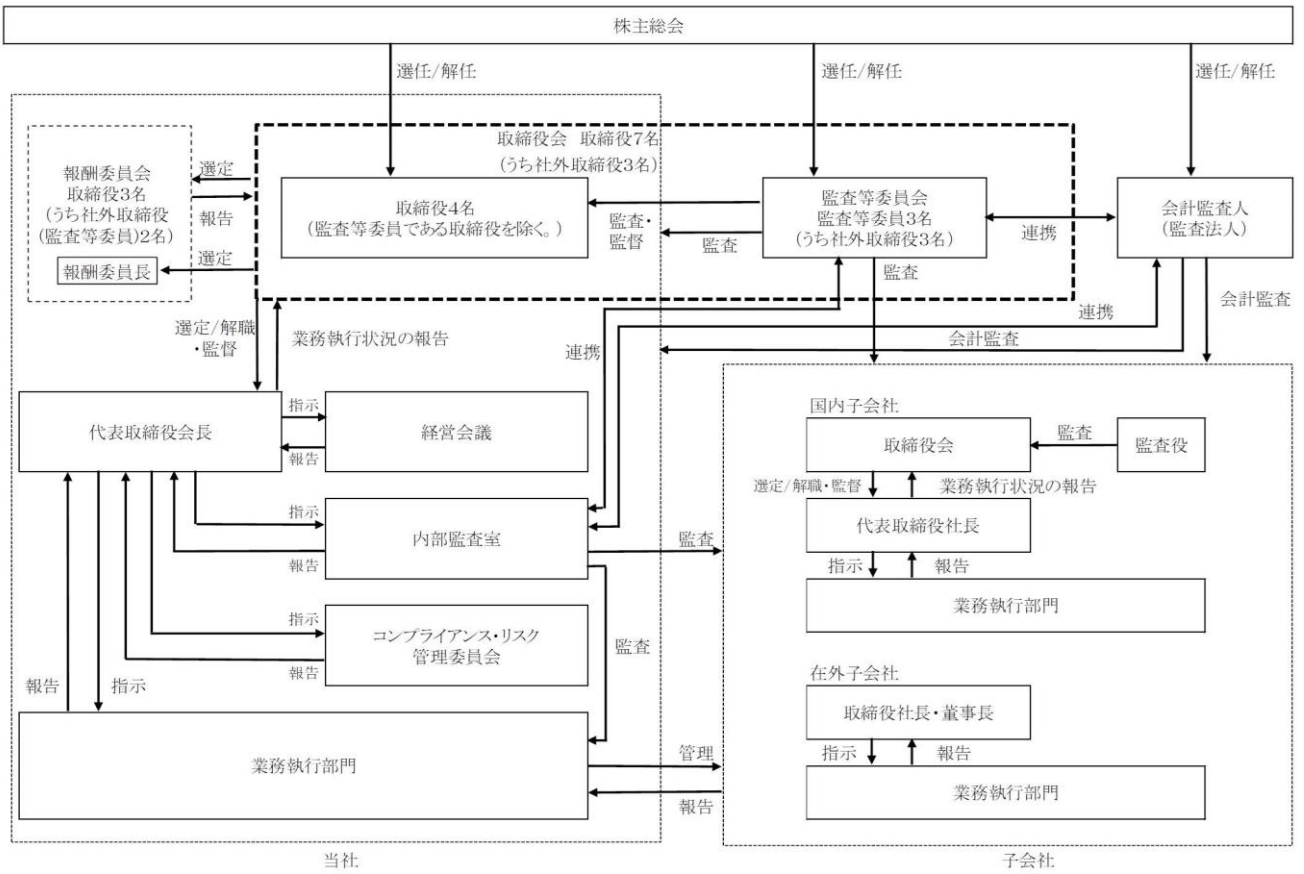 株主総会
選任/解任
選任/解任
選任/解任
取締役会　取締役7名
(うち社外取締役3名)
報酬委員会
取締役3名
(うち社外取締役
(監査等委員)2名)
報酬委員長
選定
報告
選定
取締役4名
(監査等委員である取締役を除く。)
監査・
監督
監査
監査等委員会
監査等委員3名
(うち社外取締役3名)
連携
会計監査人
(監査法人)
監査
会計監査
選定/解職
・監督
業務執行状況の報告
連携
会計監査
連携
代表取締役会長
指示
報告
経営会議
指示
報告
内部監査室
監査
指示
報告
コンプライアンス・リスク
管理委員会
監査
報告
指示
業務執行部門
管理
報告
当社
国内子会社
取締役会
監査
監査役
選定/解職・監督
業務執行状況の報告
代表取締役社長
指示
報告
業務執行部門
在外子会社
取締役社長・董事長
指示
報告
業務執行部門
子会社